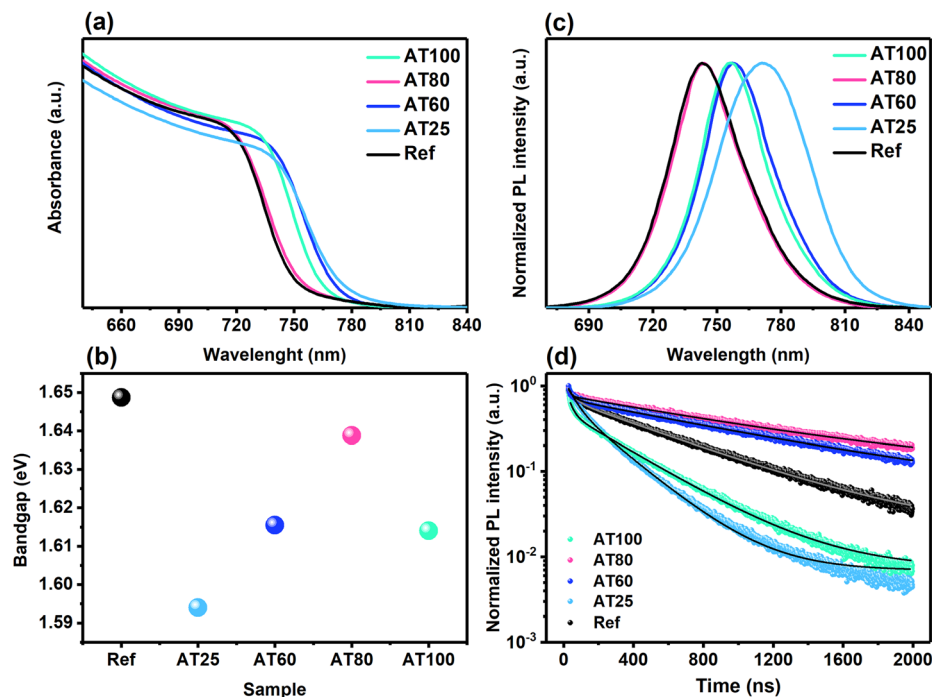 (a)
AT100
AT80
AT60
AT25
Ref
Absorbance (a.u.)
660 690 720 750 780 810 840
Wavelenght (nm)
(c)
AT100
AT80
AT60
AT25
Ref
Normalized PL intensity (a.u.)
690 720 750 780 810 840
Wavelength (nm)
(b)
Bandgap (eV)
1.65
1.64
1.63
1.62
1.61
1.60
1.59
Ref AT25 AT60 AT80 AT100
Sample
(d)
Normalized PL intensity (a.u.)
10⁰
10⁻¹
10⁻²
10⁻³
AT100
AT80
AT60
AT25
Ref
0 400 800 1200 1600 2000
Time (ns)